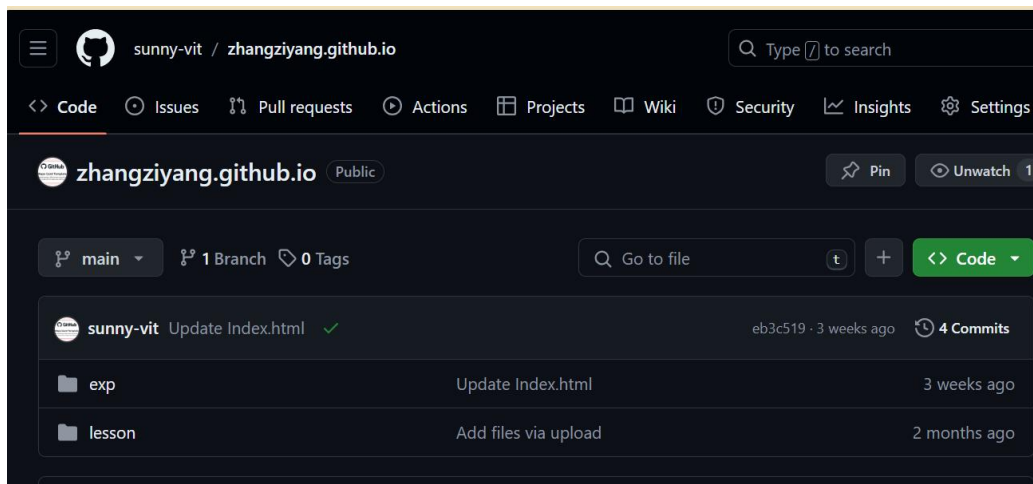 sunny-vit / zhangziyang.github.io Type / to search
Code Issues Pull requests Actions Projects Wiki Security Insights Settings
zhangziyang.github.io Public Pin Unwatch 1
main 1 Branch 0 Tags Go to file t + Code
sunny-vit Update Index.html eb3c519 · 3 weeks ago 4 Commits
exp Update Index.html 3 weeks ago
lesson Add files via upload 2 months ago